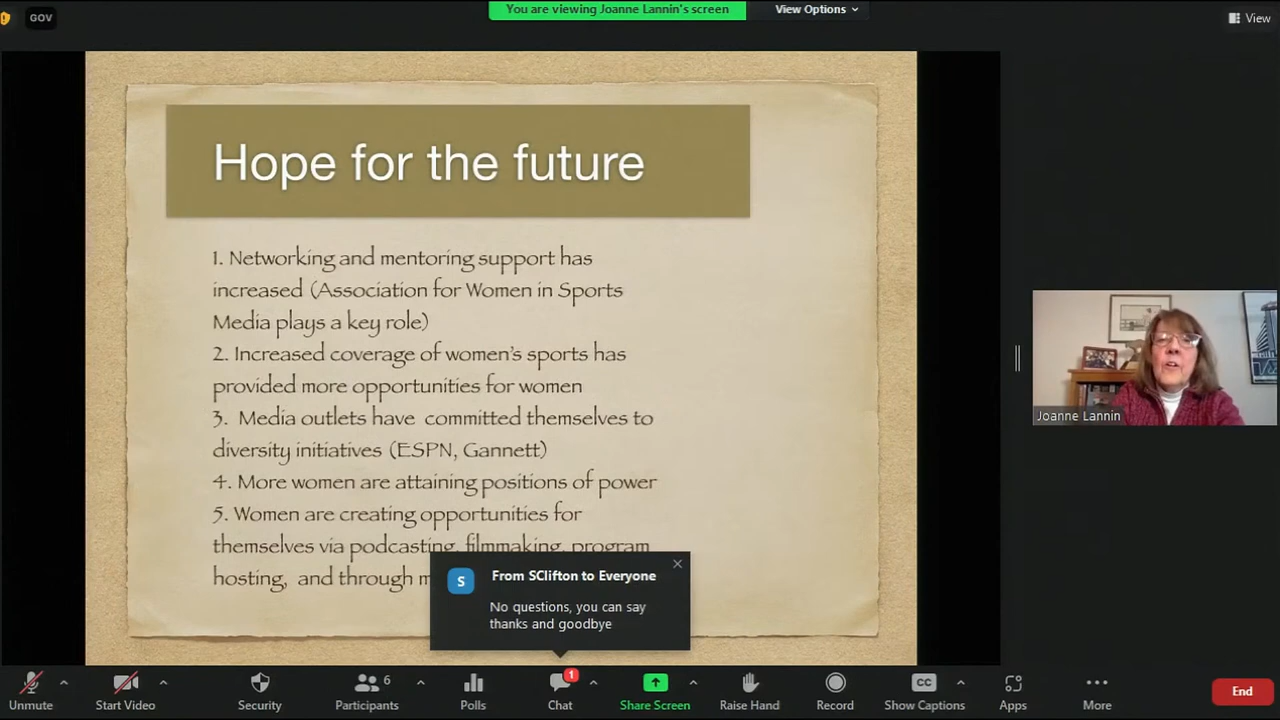 GOV
You are viewing Joanne Lannin's screen
View Options
View
Hope for the future
1. Networking and mentoring support has
increased (Association for Women in Sports
Media plays a key role)
2. Increased coverage of women's sports has
provided more opportunities for women
3. Media outlets have committed themselves to
diversity initiatives (ESPN, Gannett)
4. More women are attaining positions of power
5. Women are creating opportunities for
themselves via podcasting, filmmaking, program
hosting, and through
Joanne Lannin
S
From SClifton to Everyone
No questions, you can say
thanks and goodbye
Unmute
Start Video
Security
6
Participants
Polls
1
Chat
Share Screen
Raise Hand
Record
CC
Show Captions
Apps
More
End